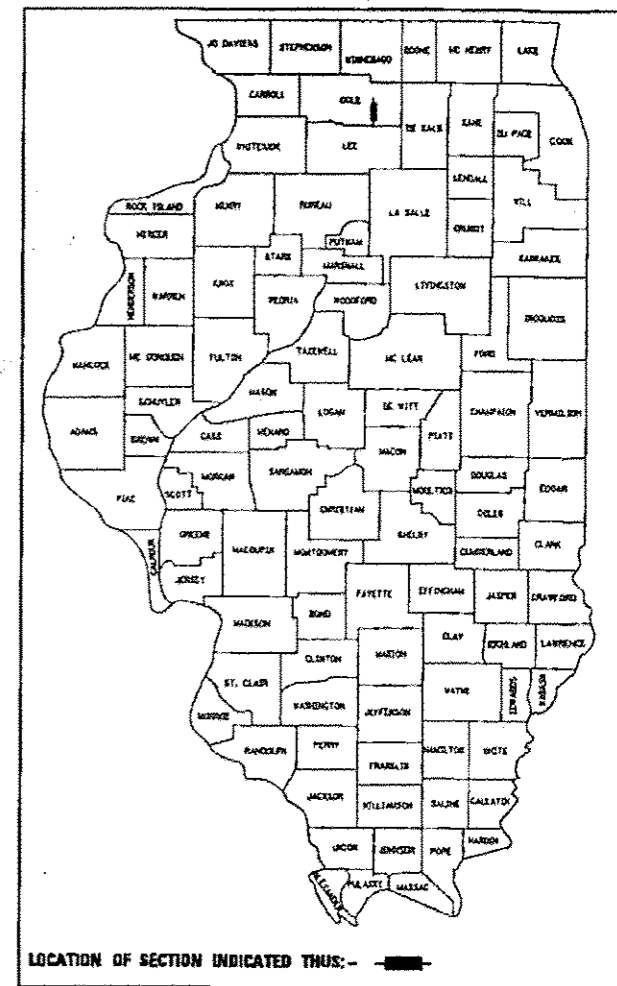 JO DAVIESS STEPHENSON WINNEBAGO BOONE MC HENRY LAKE
CARROLL OGLE DE KALB KANE DU PAGE COOK
WHITESIDE LEE
KENDALL WILL
ROCK ISLAND HENRY BUREAU LA SALLE GRUNDY
MERCER PUTNAM
STARK MARSHALL KANKAKEE
HENDERSON WARREN KNOX PEORIA WOODFORD LIVINGSTON IROQUOIS
HANCOCK MC DONOUGH FULTON TAZEWELL MC LEAN FORD
MASON
SCHUYLER LOGAN DE WITT CHAMPAIGN VERMILION
ADAMS BROWN CASS MENARD MACON PIATT
MORGAN SANGAMON DOUGLAS
PIKE SCOTT MOULTRIE EDGAR
CHRISTIAN COLES
GREENE SHELBY
CALHOUN MACOUPIN MONTGOMERY CUMBERLAND CLARK
JERSEY
FAYETTE EFFINGHAM JASPER CRAWFORD
MADISON BOND
CLAY RICHLAND LAWRENCE
CLINTON MARION
ST. CLAIR WAYNE EDWARDS WABASH
WASHINGTON
MONROE JEFFERSON
RANDOLPH PERRY HAMILTON WHITE
FRANKLIN
JACKSON WILLIAMSON SALINE GALLATIN
UNION JOHNSON POPE HARDIN
ALEXANDER PULASKI MASSAC
LOCATION OF SECTION INDICATED THUS:-